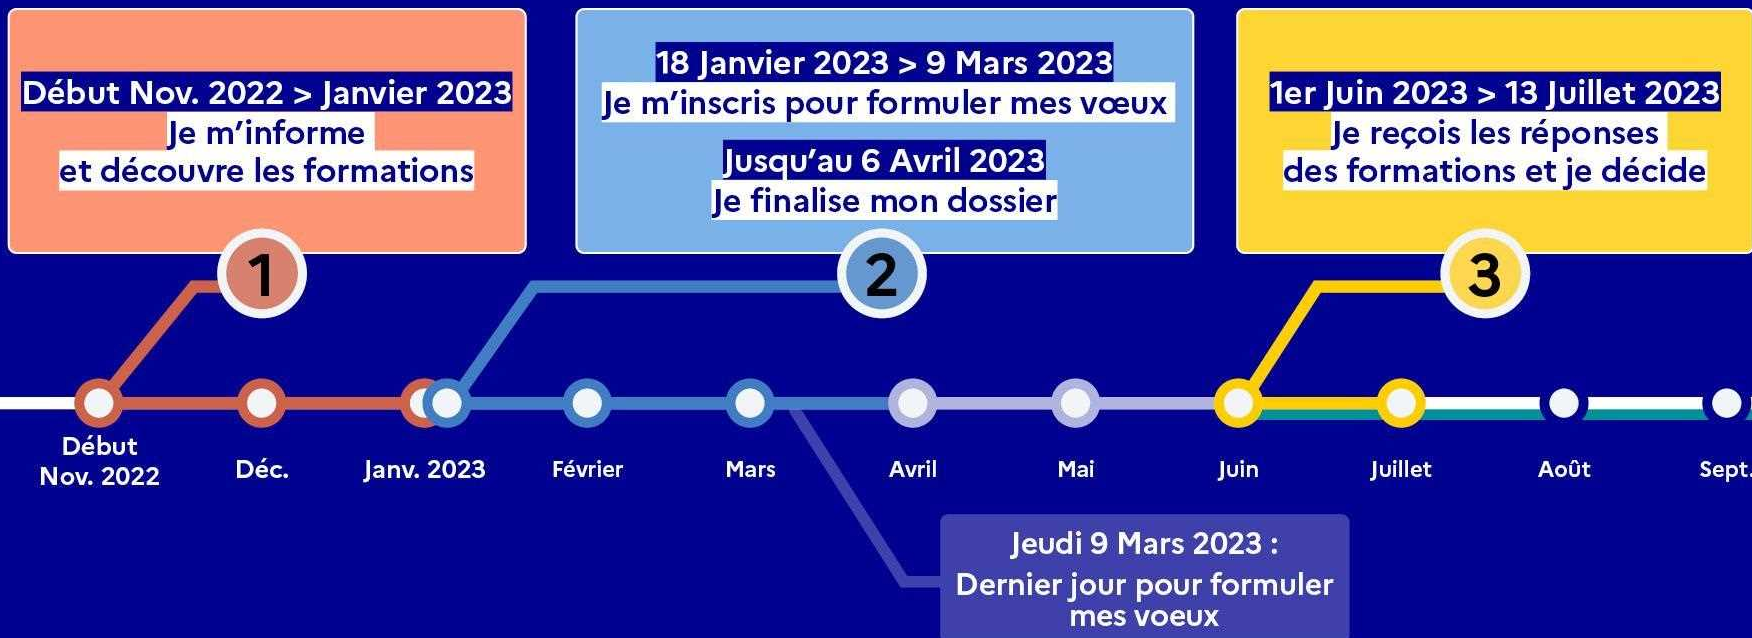 Début Nov. 2022 > Janvier 2023
Je m’informe
et découvre les formations
1
18 Janvier 2023 > 9 Mars 2023
Je m’inscris pour formuler mes vœux
Jusqu’au 6 Avril 2023
Je finalise mon dossier
2
1er Juin 2023 > 13 Juillet 2023
Je reçois les réponses
des formations et je décide
3
Début
Nov. 2022
Déc.
Janv. 2023
Février
Mars
Avril
Mai
Juin
Juillet
Août
Sept.
Jeudi 9 Mars 2023 :
Dernier jour pour formuler
mes voeux